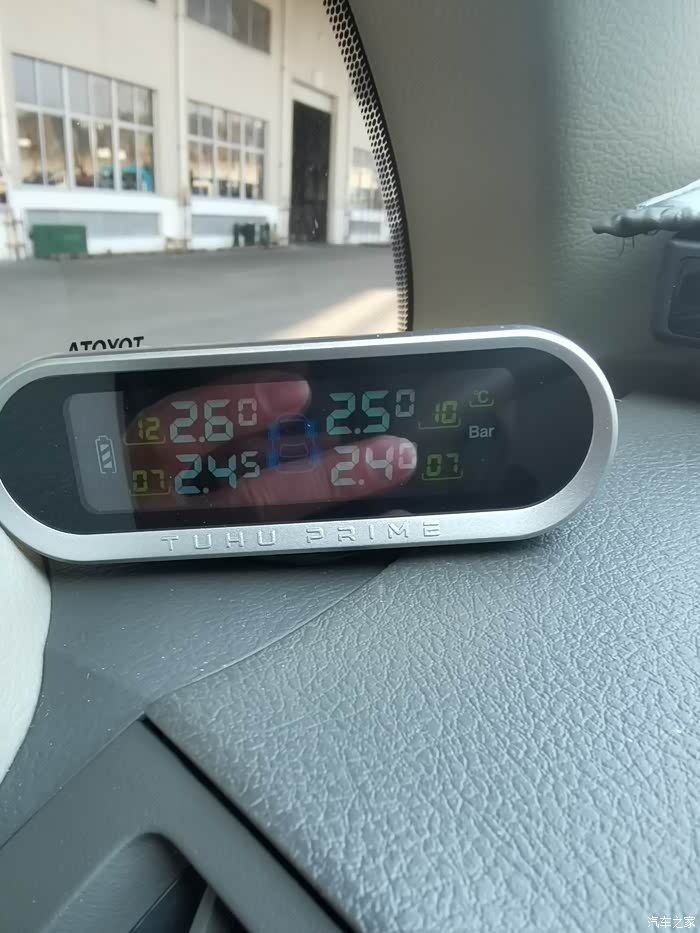 ATOYOT
12 2.60 2.50 10 ℃
Bar
07 2.45 2.40 07
TUHU PRIME
汽车之家